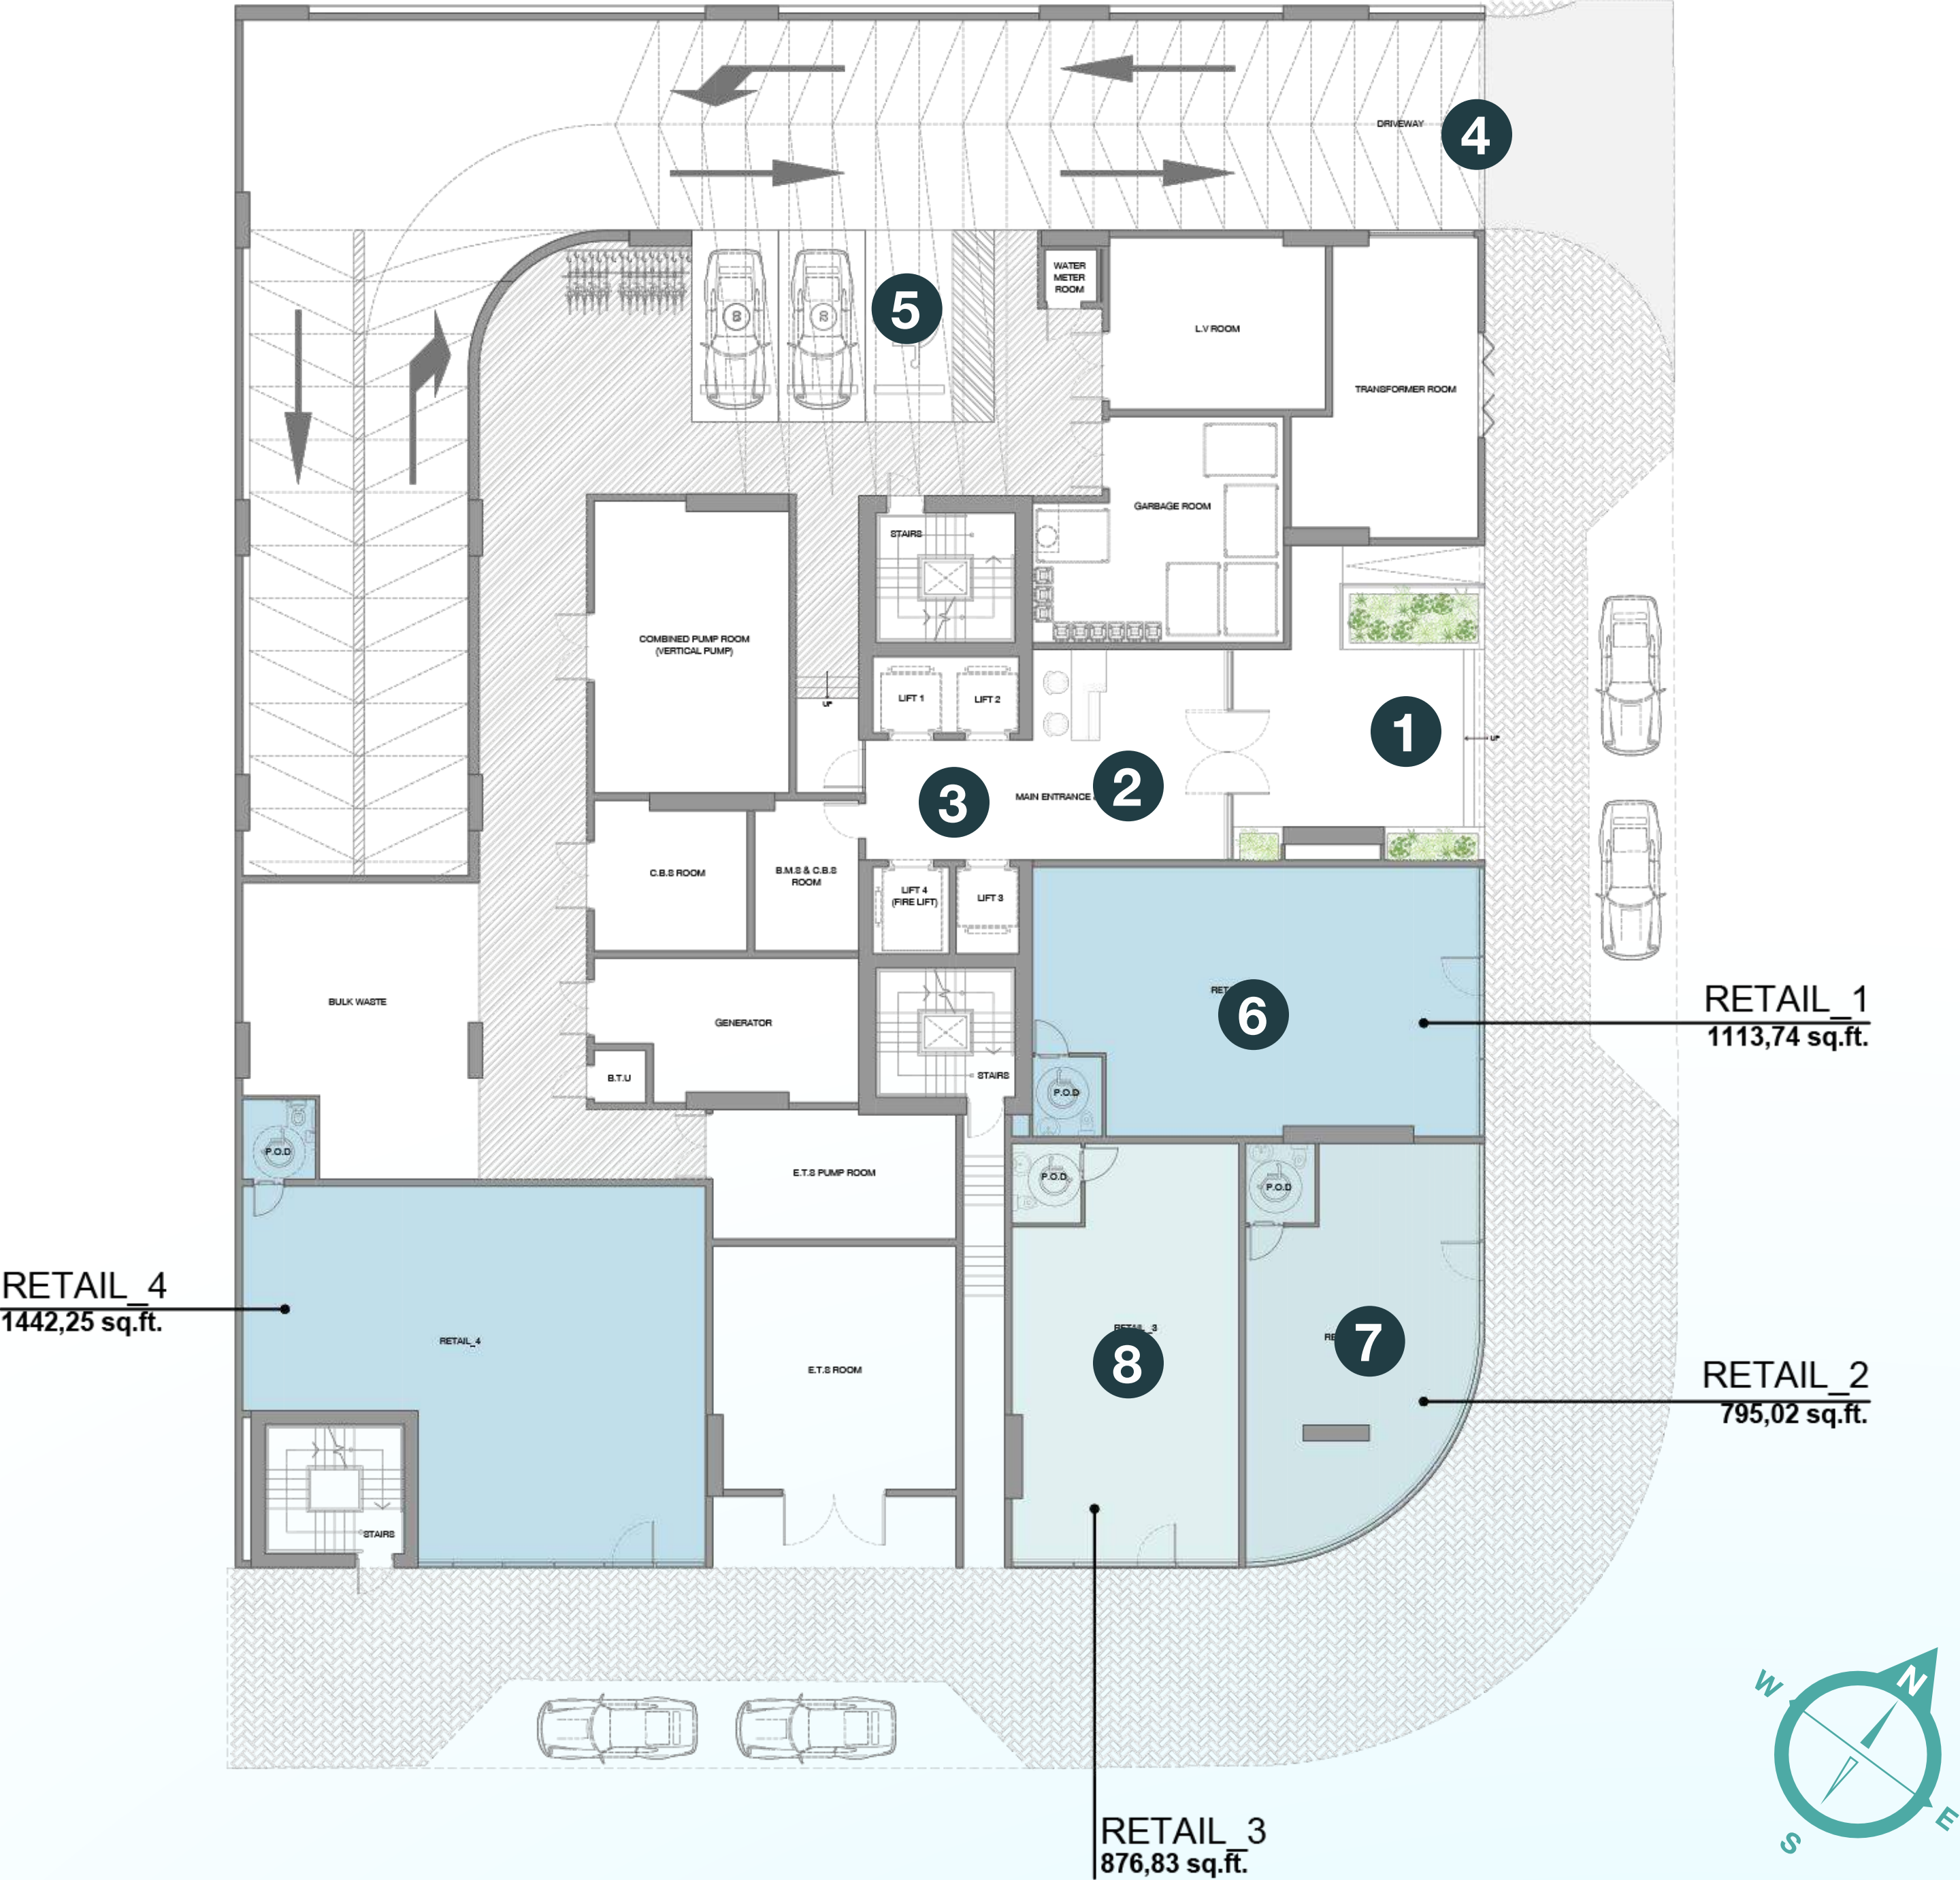 DRIVEWAY
4
WATER
METER
ROOM
5
03
02
L.V ROOM
TRANSFORMER ROOM
GARBAGE ROOM
STAIRS
COMBINED PUMP ROOM
(VERTICAL PUMP)
LIFT 1
LIFT 2
UP
1
UP
3
MAIN ENTRANCE
2
C.B.S ROOM
B.M.S & C.B.S
ROOM
LIFT 4
(FIRE LIFT)
LIFT 3
BULK WASTE
GENERATOR
6
RETAIL_1
1113,74 sq.ft.
B.T.U
STAIRS
P.O.D
P.O.D
E.T.S PUMP ROOM
P.O.D
P.O.D
RETAIL_4
1442,25 sq.ft.
RETAIL_4
E.T.S ROOM
RETAIL_3
8
7
RETAIL_2
795,02 sq.ft.
STAIRS
RETAIL_3
876,83 sq.ft.
N
W
E
S